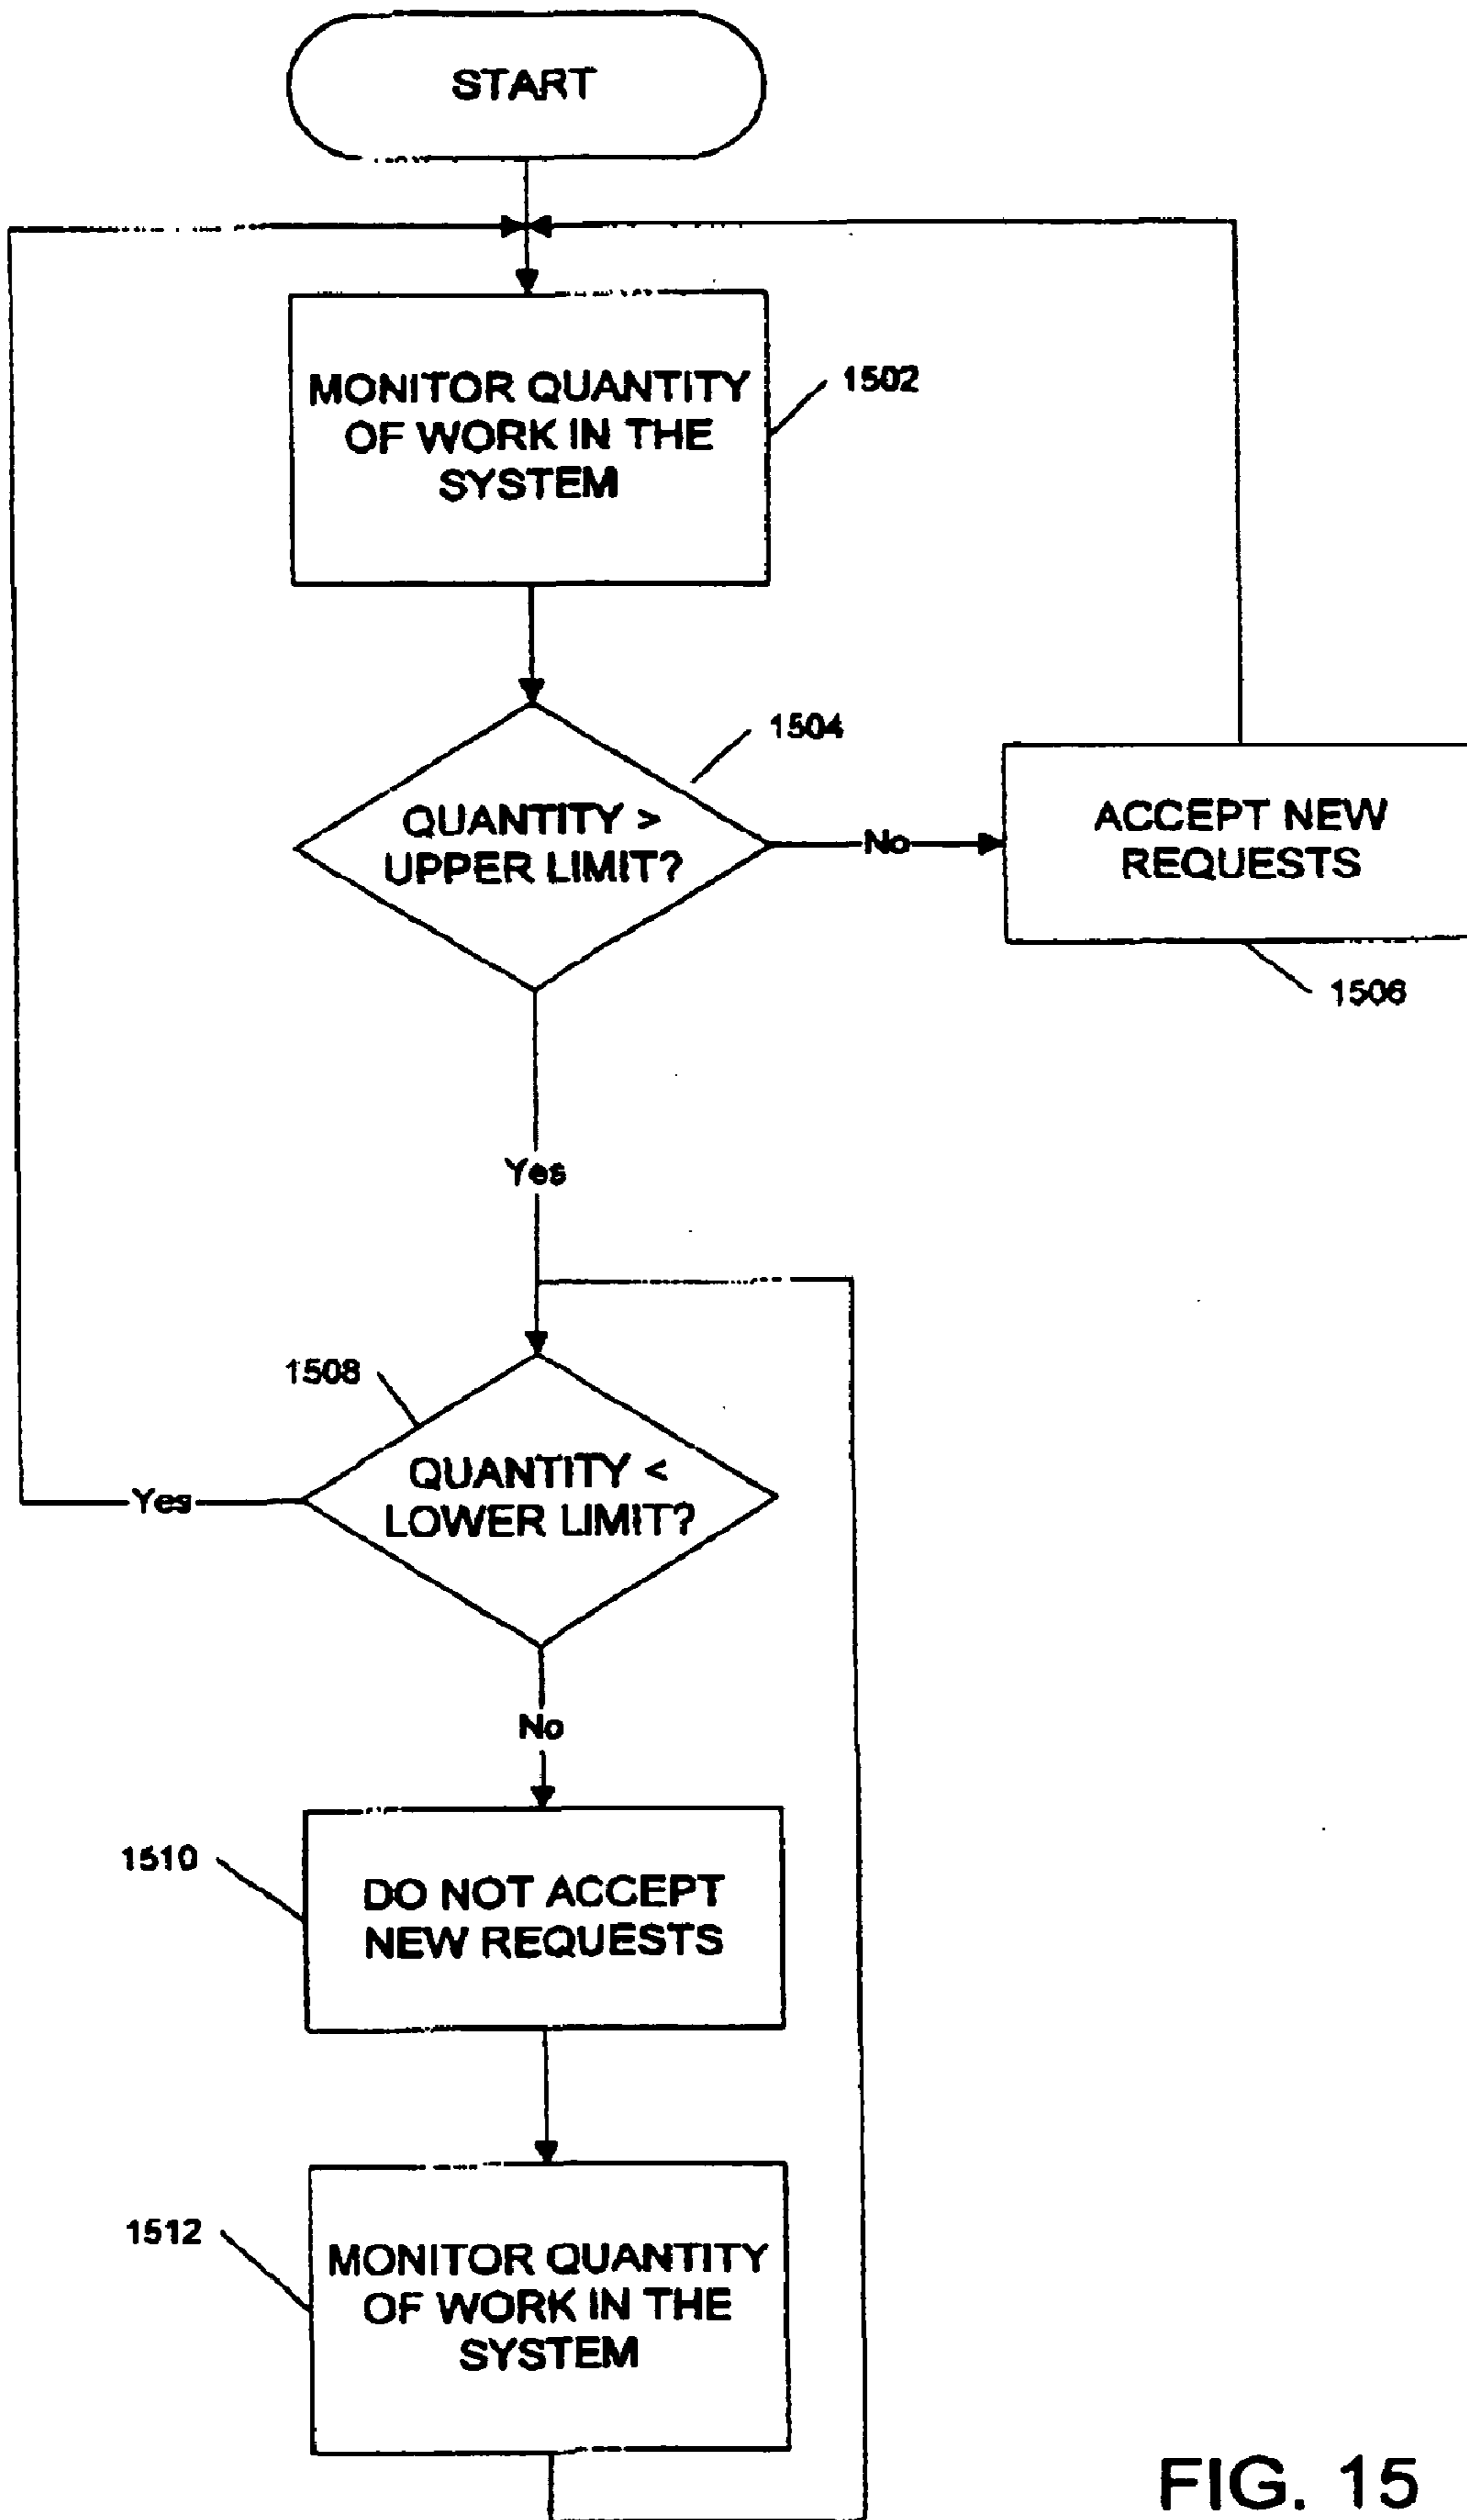 START
MONITOR QUANTITY
OF WORK IN THE
SYSTEM
1502
QUANTITY >
UPPER LIMIT?
1504
No
ACCEPT NEW
REQUESTS
1506
Yes
1508
QUANTITY <
LOWER LIMIT?
Yes
No
1510
DO NOT ACCEPT
NEW REQUESTS
1512
MONITOR QUANTITY
OF WORK IN THE
SYSTEM
FIG. 15